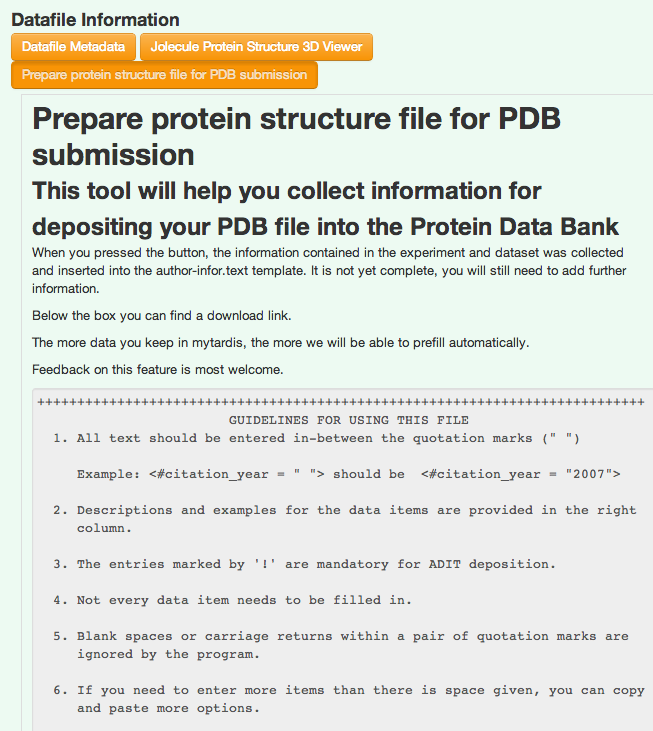 Datafile Information
Datafile Metadata Jolecule Protein Structure 3D Viewer
Prepare protein structure file for PDB submission
Prepare protein structure file for PDB
submission
This tool will help you collect information for
depositing your PDB file into the Protein Data Bank
When you pressed the button, the information contained in the experiment and dataset was collected
and inserted into the author-infor.text template. It is not yet complete, you will still need to add further
information.
Below the box you can find a download link.
The more data you keep in mytardis, the more we will be able to prefill automatically.
Feedback on this feature is most welcome.
++++++++++++++++++++++++++++++++++++++++++++++++++++++++++++++++++++++++++++
GUIDELINES FOR USING THIS FILE
1. All text should be entered in-between the quotation marks (" ")
Example: <#citation_year = " "> should be <#citation_year = "2007">
2. Descriptions and examples for the data items are provided in the right
column.
3. The entries marked by '!' are mandatory for ADIT deposition.
4. Not every data item needs to be filled in.
5. Blank spaces or carriage returns within a pair of quotation marks are
ignored by the program.
6. If you need to enter more items than there is space given, you can copy
and paste more options.